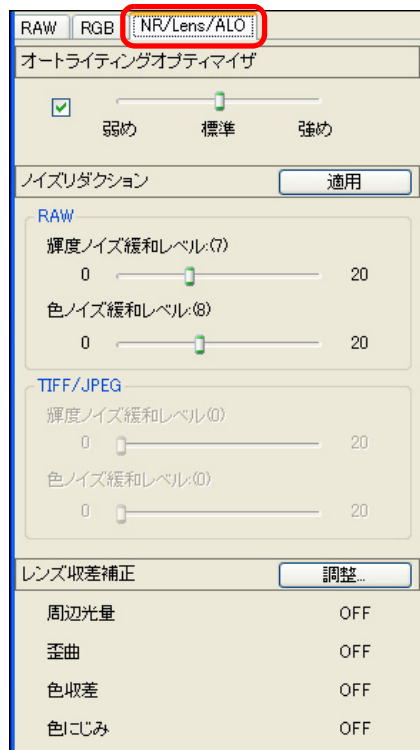 RAW RGB NR/Lens/ALO
オートライティングオプティマイザ
弱め 標準 強め
ノイズリダクション 適用
RAW
輝度ノイズ緩和レベル:(7)
0 20
色ノイズ緩和レベル:(8)
0 20
TIFF/JPEG
輝度ノイズ緩和レベル(0)
0 20
色ノイズ緩和レベル:(0)
0 20
レンズ収差補正 調整...
周辺光量 OFF
歪曲 OFF
色収差 OFF
色にじみ OFF